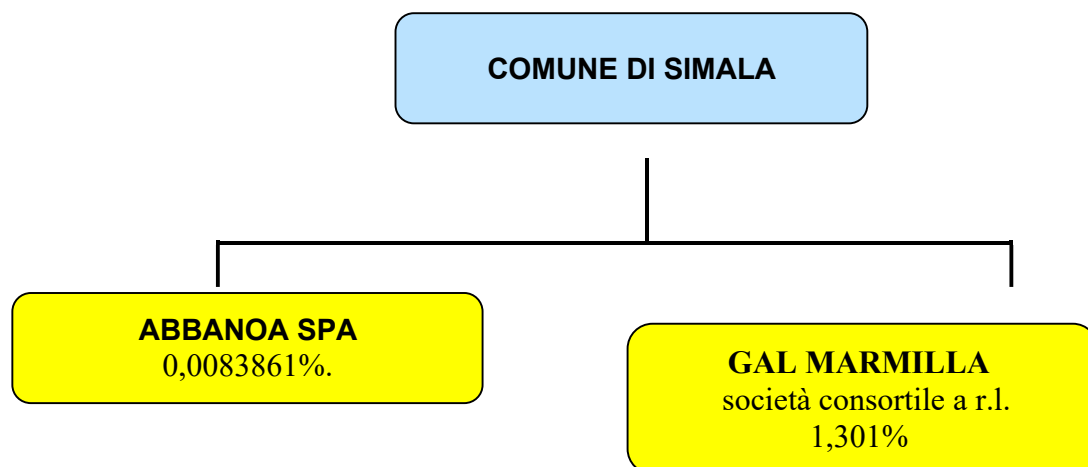 COMUNE DI SIMALA
ABBANOA SPA
0,0083861%.
GAL MARMILLA
società consortile a r.l.
1,301%